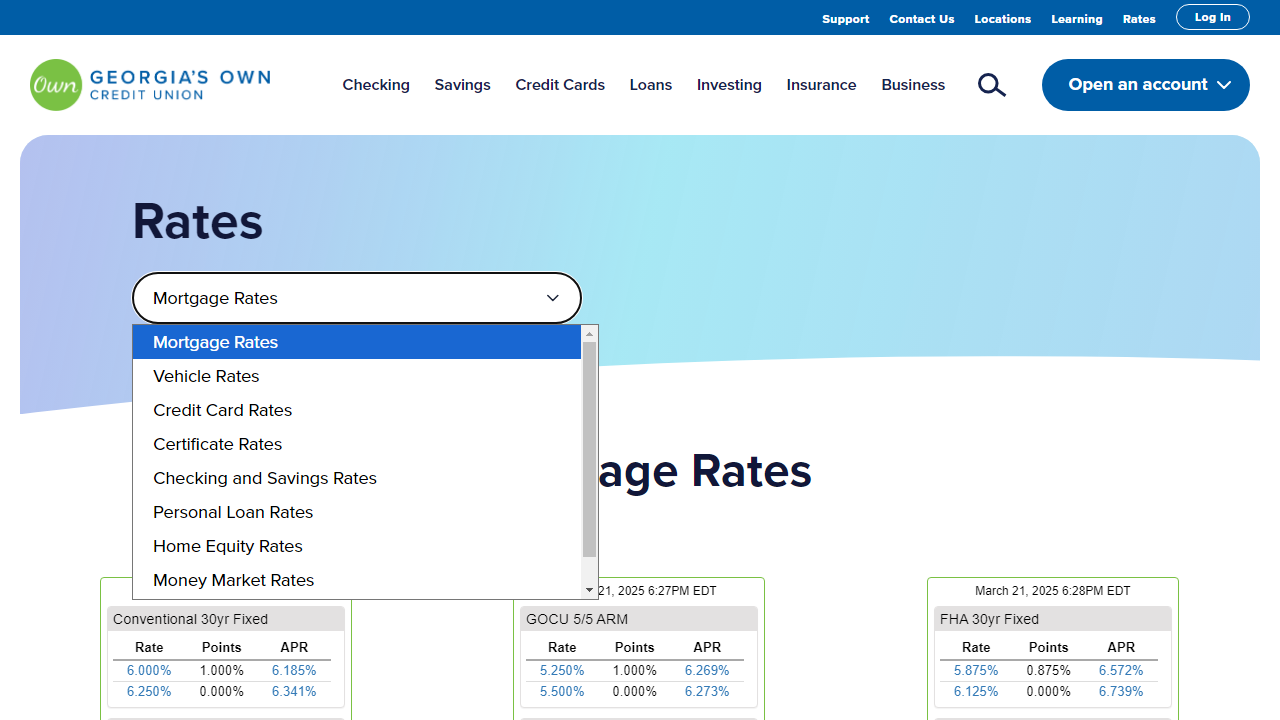 Support Contact Us Locations Learning Rates Log In
Own GEORGIA'S OWN
CREDIT UNION
Checking Savings Credit Cards Loans Investing Insurance Business Open an account
Rates
Mortgage Rates
Mortgage Rates
Vehicle Rates
Credit Card Rates
Certificate Rates
Checking and Savings Rates
Personal Loan Rates
Home Equity Rates
Money Market Rates
age Rates
21, 2025 6:27PM EDT
March 21, 2025 6:28PM EDT
Conventional 30yr Fixed
Rate Points APR
6.000% 1.000% 6.185%
6.250% 0.000% 6.341%
GOCU 5/5 ARM
Rate Points APR
5.250% 1.000% 6.269%
5.500% 0.000% 6.273%
FHA 30yr Fixed
Rate Points APR
5.875% 0.875% 6.572%
6.125% 0.000% 6.739%